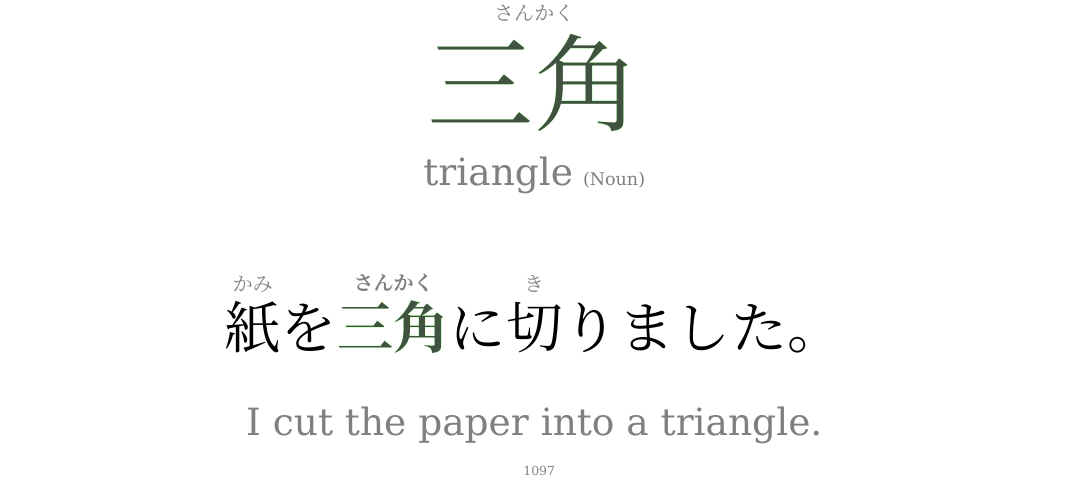 さんかく
三角
triangle (Noun)
かみ さんかく き
紙を三角に切りました。
I cut the paper into a triangle.
1097